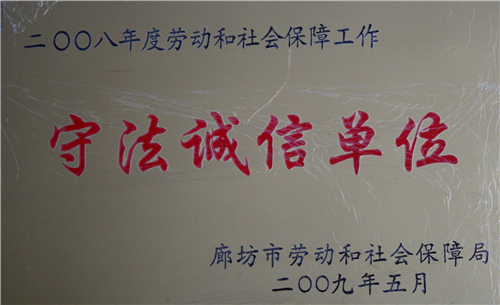 二〇〇八年度劳动和社会保障工作
守法诚信单位
廊坊市劳动和社会保障局
二〇〇九年五月